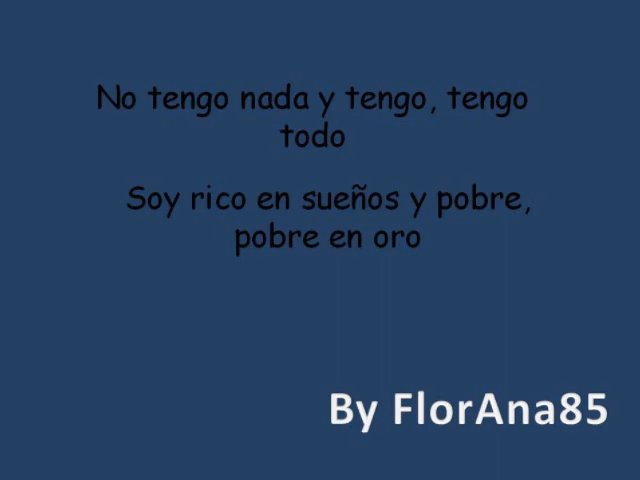 No tengo nada y tengo, tengo
todo
Soy rico en sueños y pobre,
pobre en oro
By FlorAna85